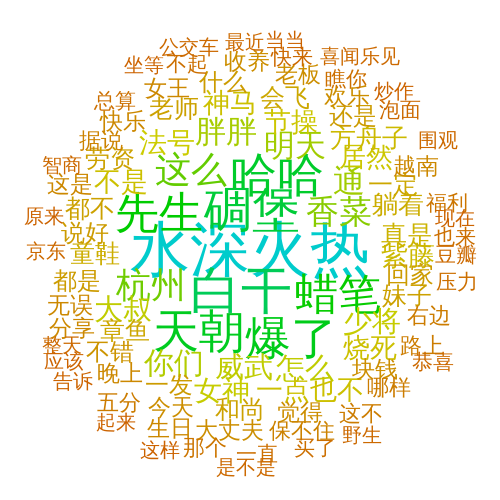 最近当当
公交车 快来 喜闻乐见
坐等 不起 收养 老板 瞧你
女王 什么 欢乐 炒作
总算 老师 神马 会飞 还是 泡面
快乐 胖胖 节操 方舟子 围观
据说 法号 明天 居然 越南
智商 劳资 这么 哈哈 通 一定
这是 不是 碉堡 香菜 躺着 福利
原来 都不 先生 现在
说好 水深火热 直是 也来
京东 童鞋 紫藤 豆瓣
都是 杭州 白干 蜡笔 回家 压力
无误 大叔 妹子
分享 章鱼 天朝 爆了 少将 右边
整天 不错 烧死 路上
应该 你们 威武 怎么 块钱 恭喜
告诉 晚上 一发 女神 一点 也不 哪样
五分 今天 和尚 觉得 这不
起来 生日 大丈夫 保不住 野生
这样 那个 一直 买了
是不是